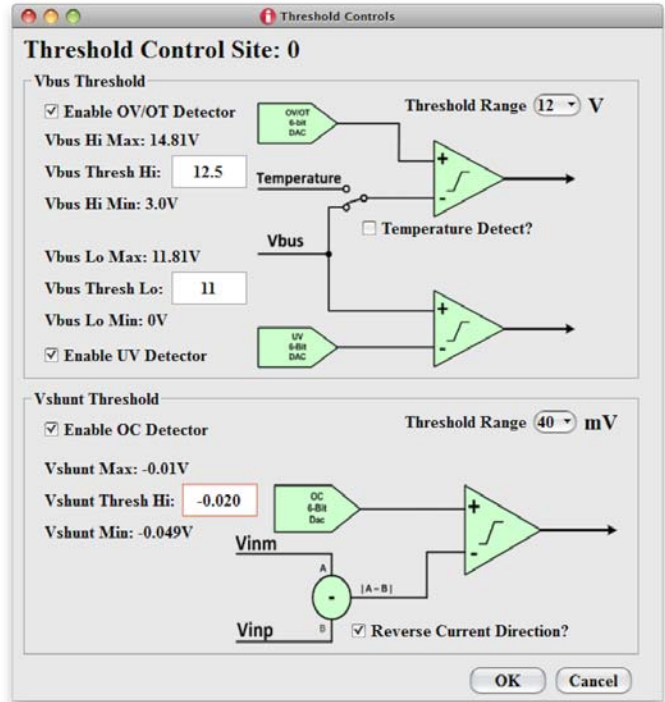 Threshold Controls
Threshold Control Site: 0
Vbus Threshold
Enable OV/OT Detector
OV/OT
6-bit
DAC
Threshold Range 12 V
Vbus Hi Max: 14.81V
Vbus Thresh Hi: 12.5
+
Temperature
Vbus Hi Min: 3.0V
-
Temperature Detect?
Vbus
Vbus Lo Max: 11.81V
Vbus Thresh Lo: 11
+
Vbus Lo Min: 0V
UV
6-Bit
DAC
-
Enable UV Detector
Vshunt Threshold
Enable OC Detector
Threshold Range 40 mV
Vshunt Max: -0.01V
Vshunt Thresh Hi: -0.020
OC
6-Bit
Dac
+
Vshunt Min: -0.049V
Vinm
-
A
|A-B|
-
B
Vinp
Reverse Current Direction?
OK Cancel